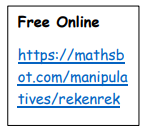 Free Online
https://mathsb
ot.com/manipula
tives/rekenrek